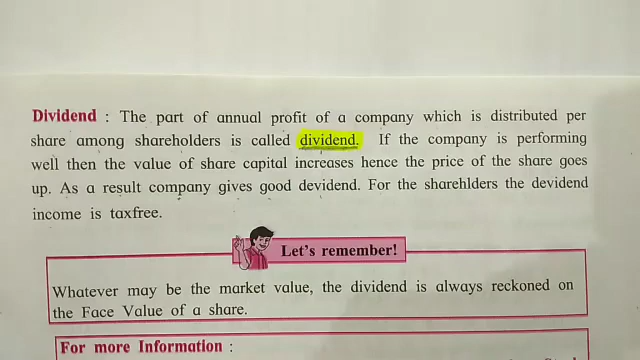 Dividend : The part of annual profit of a company which is distributed per
share among shareholders is called dividend. If the company is performing
well then the value of share capital increases hence the price of the share goes
up. As a result company gives good devidend. For the sharehlders the devidend
income is taxfree.
Let's remember!
Whatever may be the market value, the dividend is always reckoned on
the Face Value of a share.
For more Information :